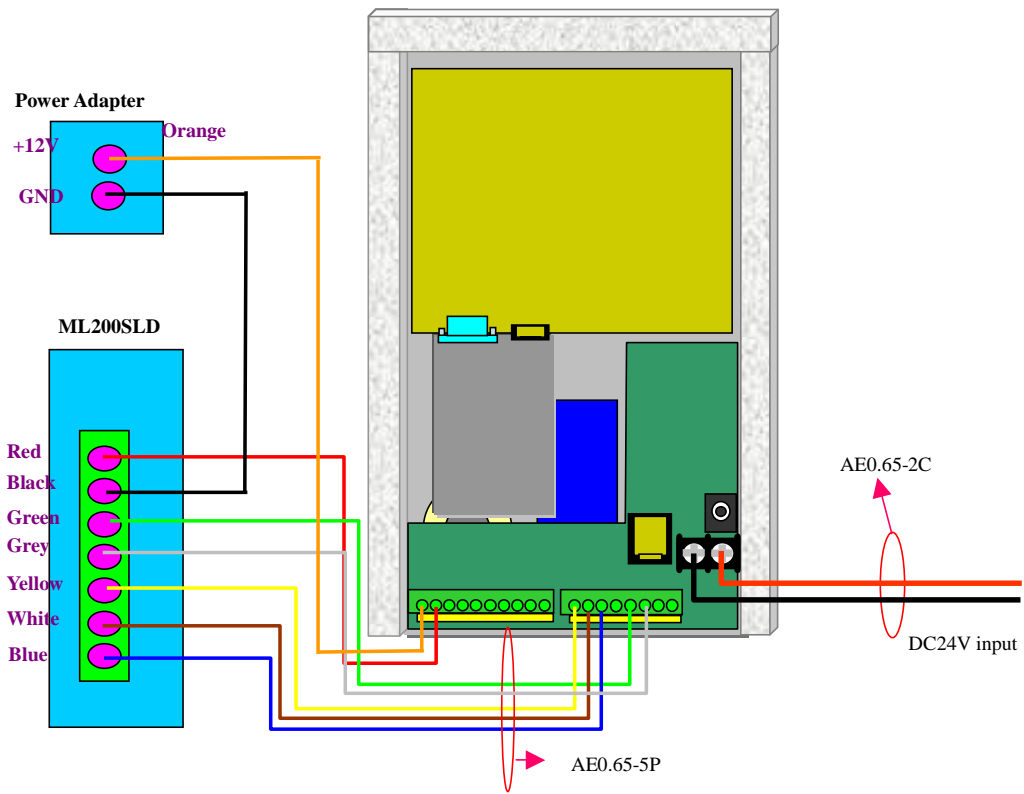 Power Adapter
+12V
Orange
GND
ML200SLD
Red
Black
Green
Grey
Yellow
White
Blue
AE0.65-2C
DC24V input
AE0.65-5P